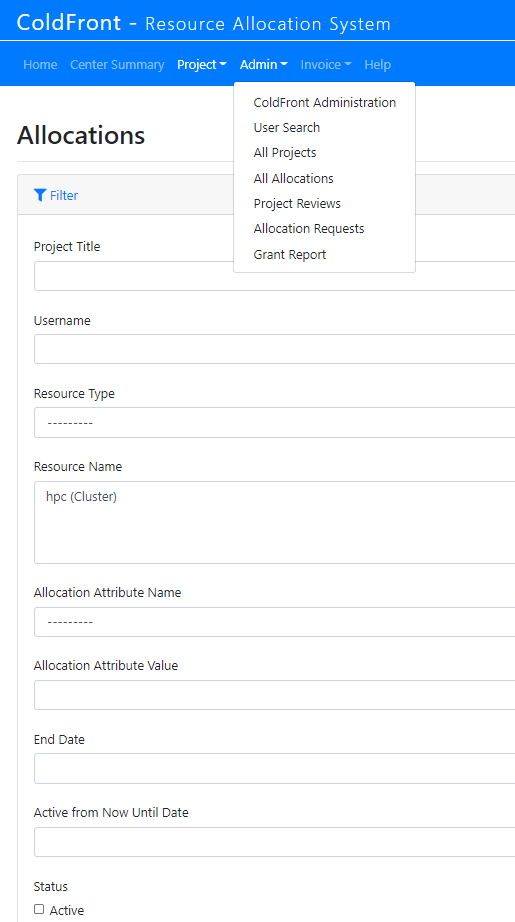 ColdFront - Resource Allocation System
Home Center Summary Project Admin Invoice Help
ColdFront Administration
User Search
All Projects
All Allocations
Project Reviews
Allocation Requests
Grant Report
Allocations
Filter
Project Title
Username
Resource Type
---------
Resource Name
hpc (Cluster)
Allocation Attribute Name
---------
Allocation Attribute Value
End Date
Active from Now Until Date
Status
Active